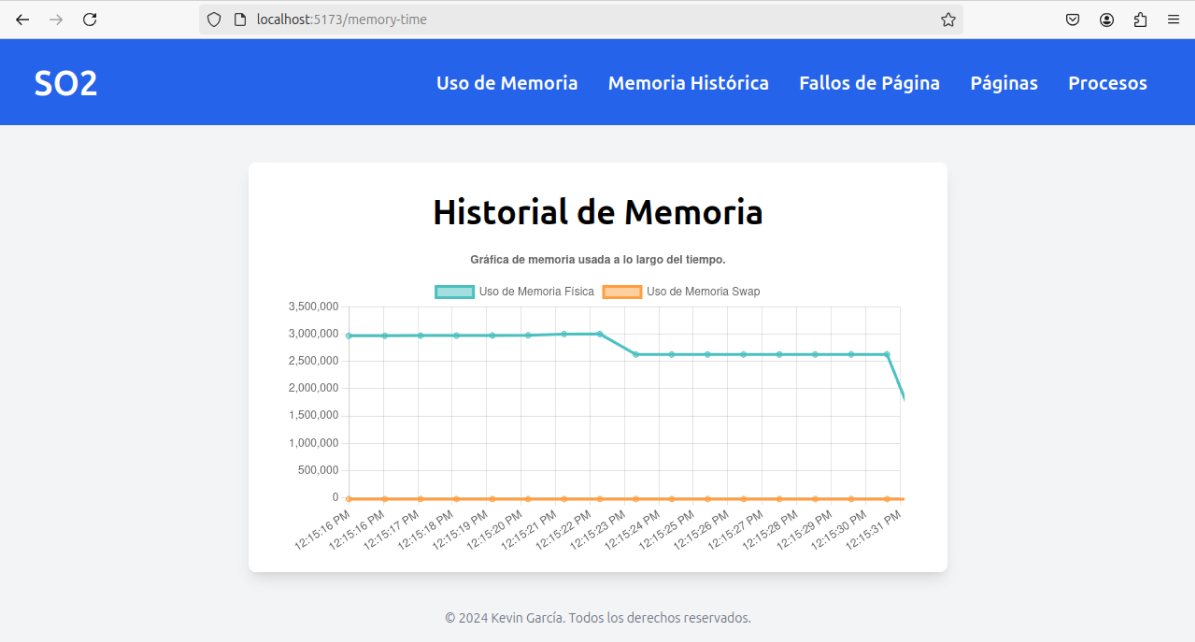 localhost:5173/memory-time
SO2
Uso de Memoria Memoria Histórica Fallos de Página Páginas Procesos
Historial de Memoria
Gráfica de memoria usada a lo largo del tiempo.
Uso de Memoria Física Uso de Memoria Swap
3,500,000
3,000,000
2,500,000
2,000,000
1,500,000
1,000,000
500,000
0
12:15:16 PM 12:15:16 PM 12:15:17 PM 12:15:18 PM 12:15:19 PM 12:15:20 PM 12:15:21 PM 12:15:22 PM 12:15:23 PM 12:15:24 PM 12:15:25 PM 12:15:26 PM 12:15:27 PM 12:15:28 PM 12:15:29 PM 12:15:30 PM 12:15:31 PM
© 2024 Kevin García. Todos los derechos reservados.